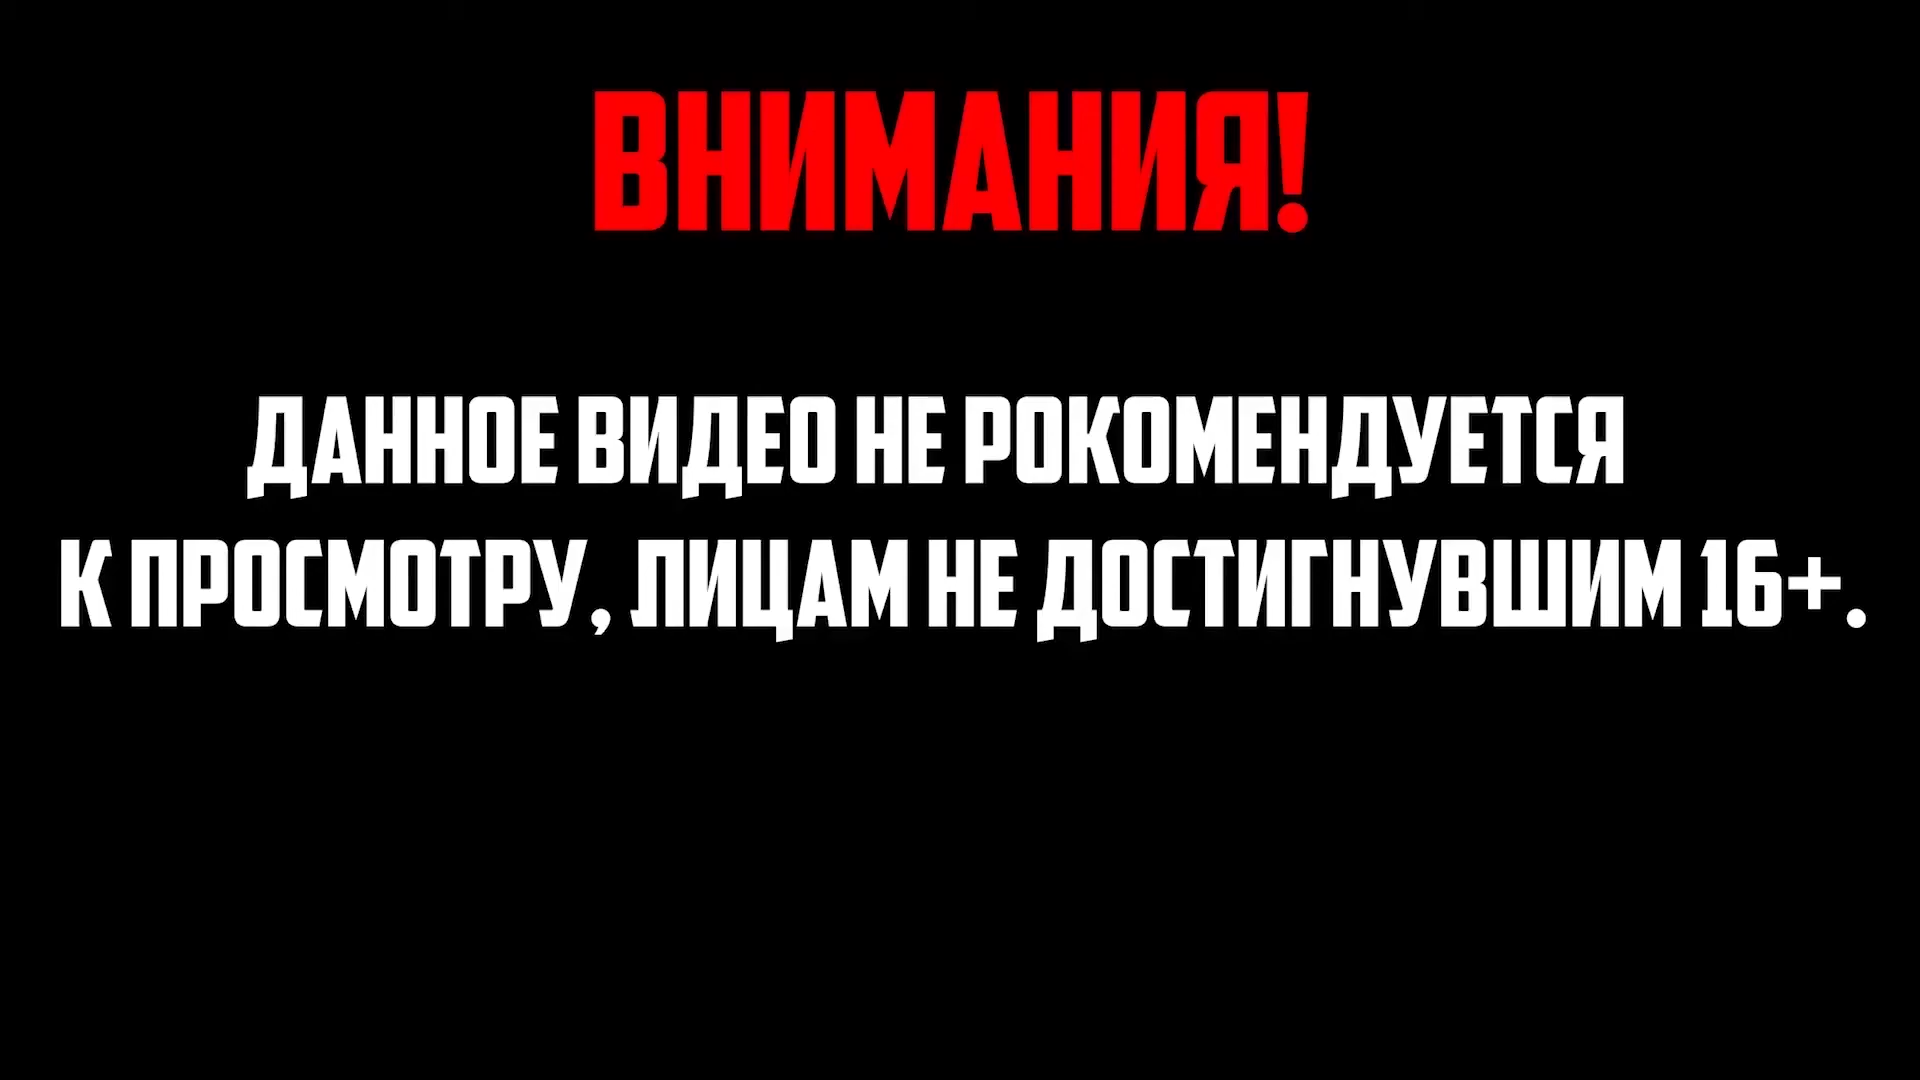 ВНИМАНИЯ!
ДАННОЕ ВИДЕО НЕ РОКОМЕНДУЕТСЯ
К ПРОСМОТРУ, ЛИЦАМ НЕ ДОСТИГНУВШИМ 16+.